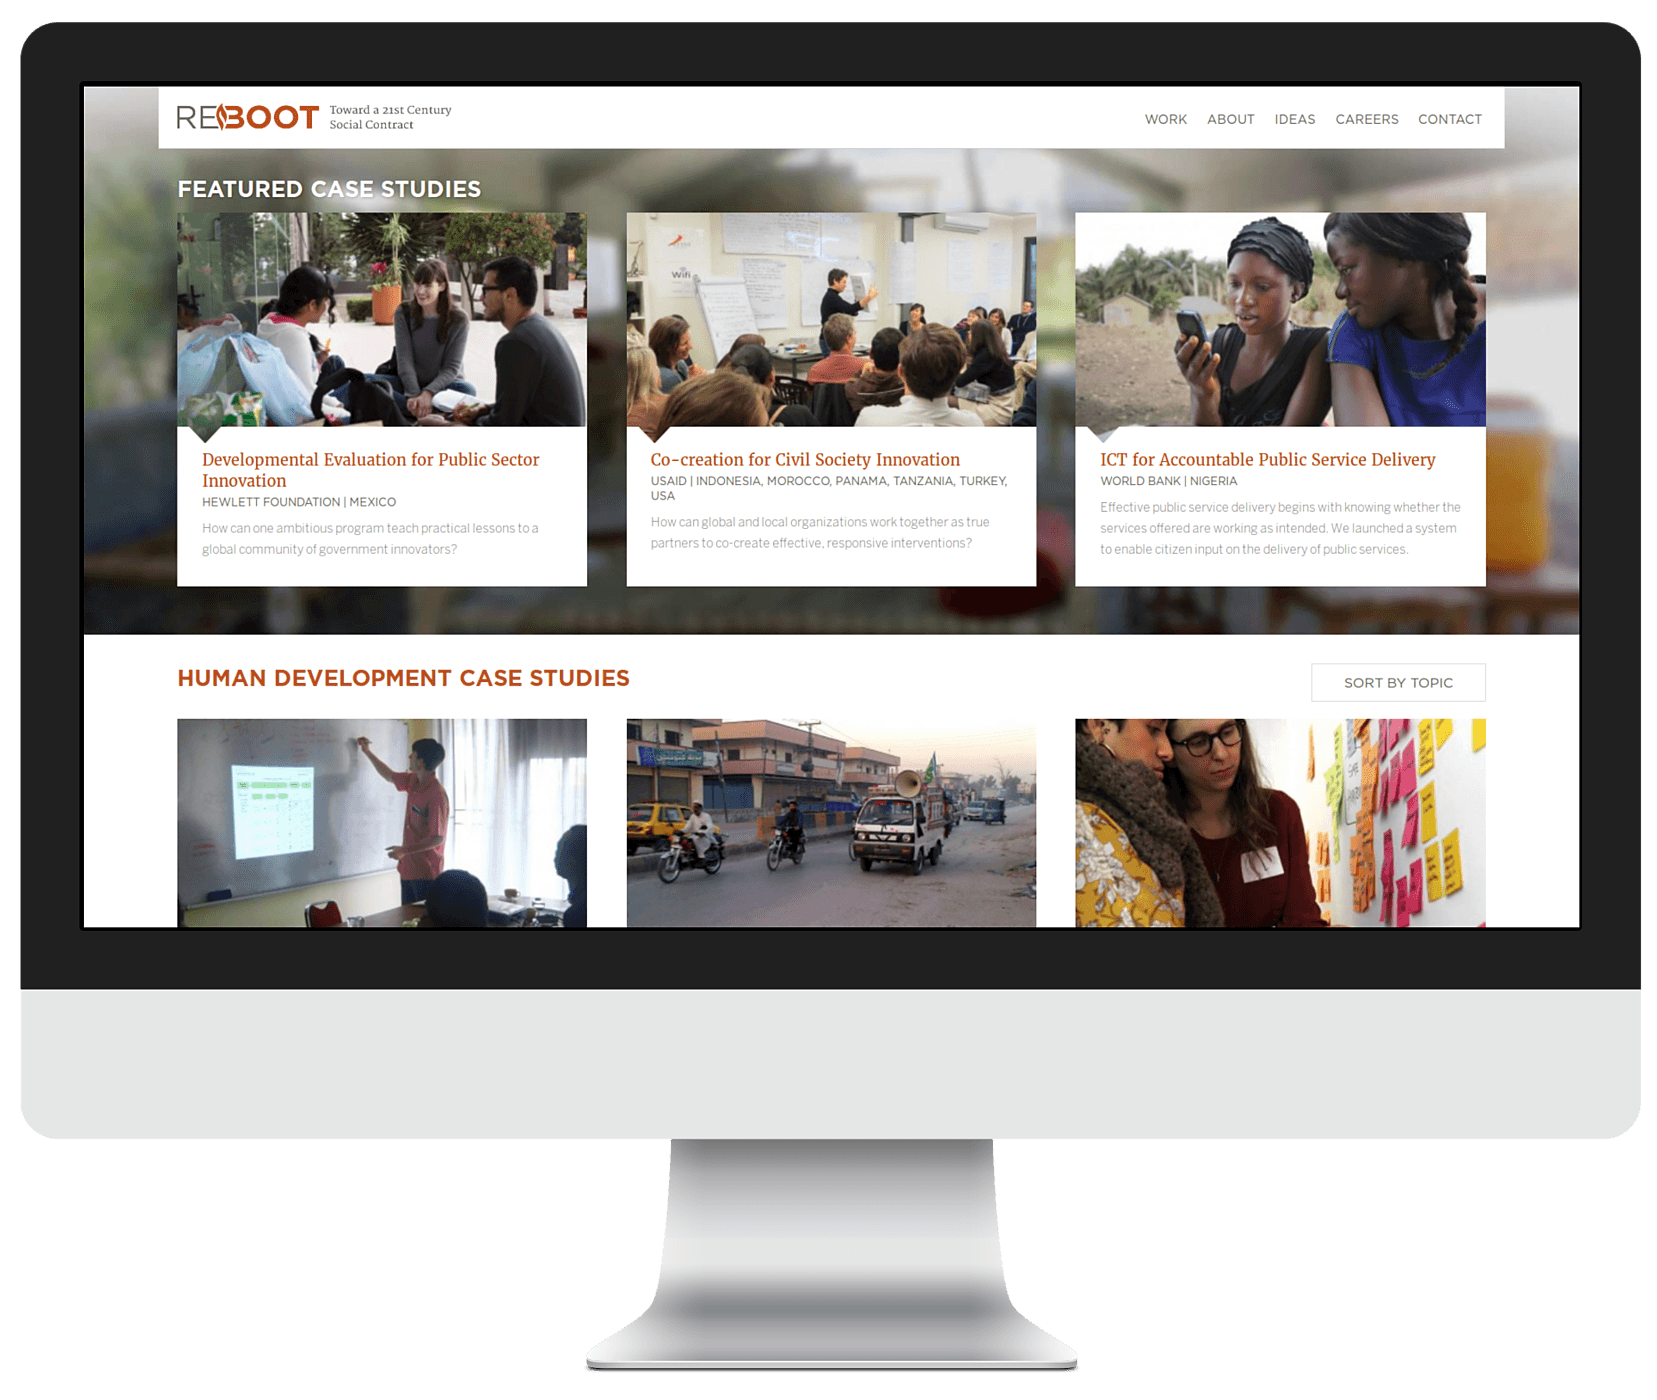 REBOOT
Toward a 21st Century
Social Contract
WORK ABOUT IDEAS CAREERS CONTACT
FEATURED CASE STUDIES
Wifi
Developmental Evaluation for Public Sector
Innovation
HEWLETT FOUNDATION | MEXICO
How can one ambitious program teach practical lessons to a
global community of government innovators?
Co-creation for Civil Society Innovation
USAID | INDONESIA, MOROCCO, PANAMA, TANZANIA, TURKEY,
USA
How can global and local organizations work together as true
partners to co-create effective, responsive interventions?
ICT for Accountable Public Service Delivery
WORLD BANK | NIGERIA
Effective public service delivery begins with knowing whether the
services offered are working as intended. We launched a system
to enable citizen input on the delivery of public services.
HUMAN DEVELOPMENT CASE STUDIES
SORT BY TOPIC